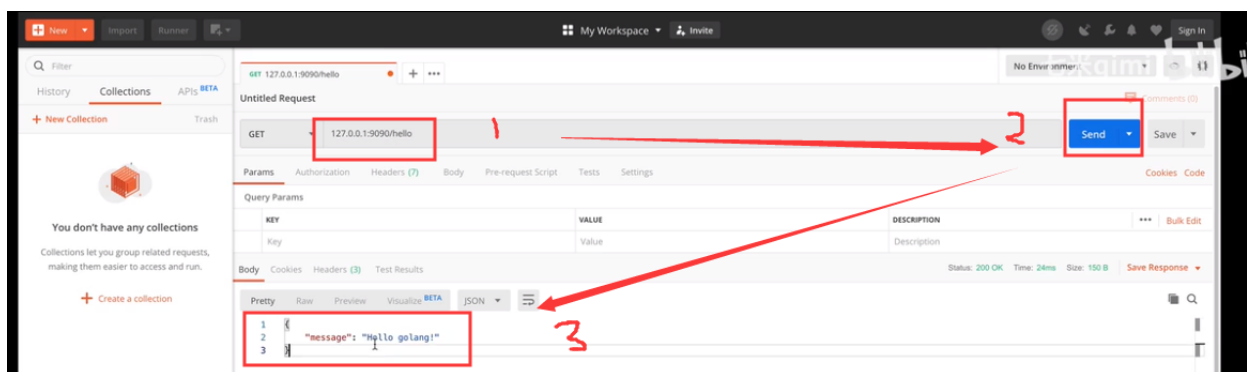 New Import Runner My Workspace Invite Sign In
Filter
GET 127.0.0.1:9090/hello
No Environment
History Collections APIs BETA
Untitled Request
Comments (0)
New Collection Trash
GET 127.0.0.1:9090/hello 1 2 Send Save
Params Authorization Headers (7) Body Pre-request Script Tests Settings Cookies Code
Query Params
KEY VALUE DESCRIPTION Bulk Edit
Key Value Description
You don't have any collections
Collections let you group related requests,
making them easier to access and run.
Create a collection
Body Cookies Headers (3) Test Results Status: 200 OK Time: 24ms Size: 150 B Save Response
Pretty Raw Preview Visualize BETA JSON
1 {
2 "message": "Hello golang!"
3 }
3